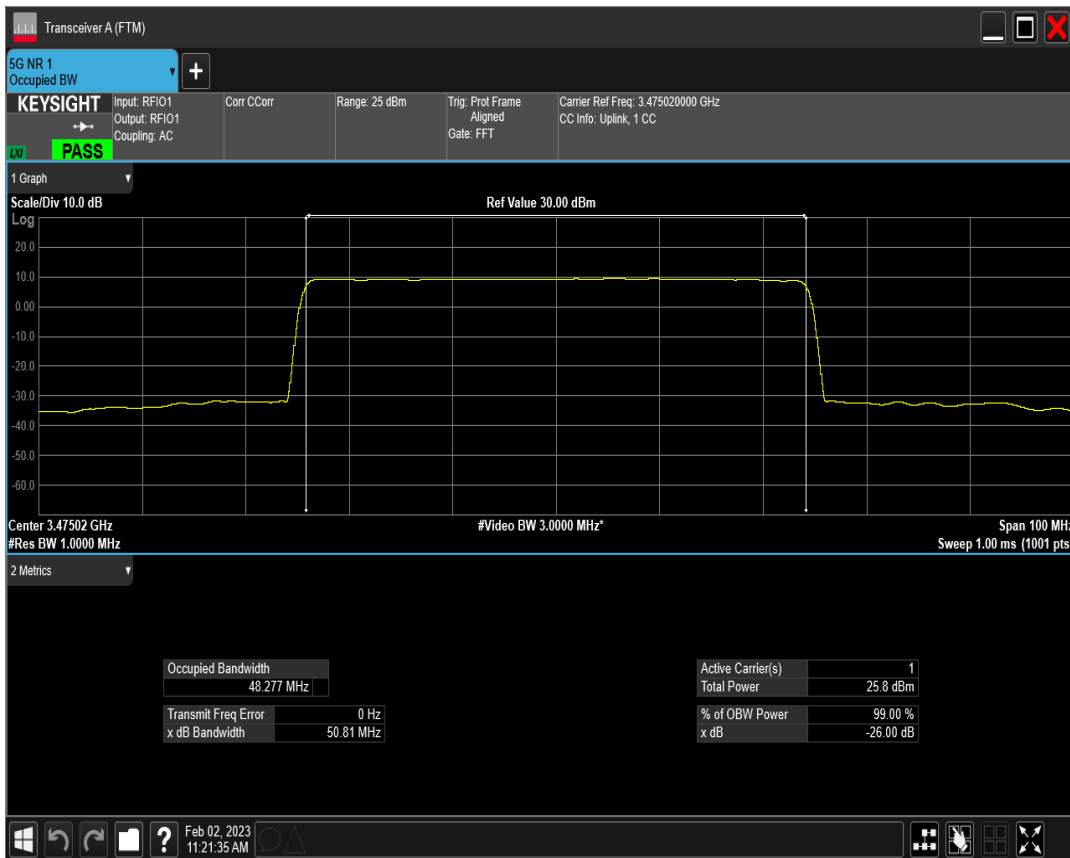 Transceiver A (FTM)
5G NR 1
Occupied BW
+
KEYSIGHT
LXI
PASS
Input: RFIO1
Output: RFIO1
Coupling: AC
Corr CCorr
Range: 25 dBm
Trig: Prot Frame
Aligned
Gate: FFT
Carrier Ref Freq: 3.475020000 GHz
CC Info: Uplink, 1 CC
1 Graph
Scale/Div 10.0 dB
Ref Value 30.00 dBm
Log
20.0
10.0
0.00
-10.0
-20.0
-30.0
-40.0
-50.0
-60.0
Center 3.47502 GHz
#Video BW 3.0000 MHz*
Span 100 MHz
#Res BW 1.0000 MHz
Sweep 1.00 ms (1001 pts
2 Metrics
Occupied Bandwidth
48.277 MHz
Transmit Freq Error 0 Hz
x dB Bandwidth 50.81 MHz
Active Carrier(s) 1
Total Power 25.8 dBm
% of OBW Power 99.00 %
x dB -26.00 dB
?
Feb 02, 2023
11:21:35 AM